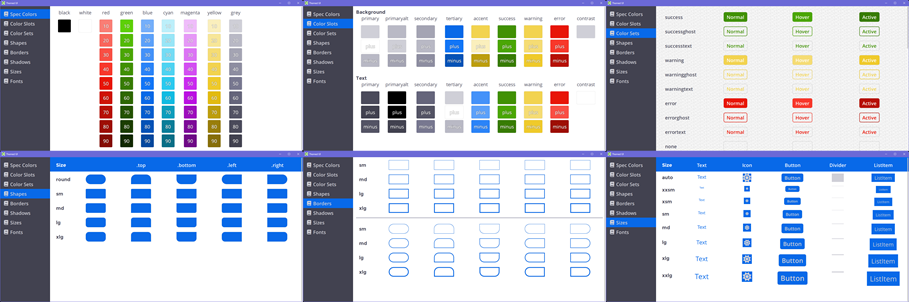 Spec Colors
Color Slots
Color Sets
Shapes
Borders
Shadows
Sizes
Fonts
black white red green blue cyan magenta yellow grey
10 10 10 10 10 10 10
20 20 20 20 20 20 20
30 30 30 30 30 30 30
40 40 40 40 40 40 40
50 50 50 50 50 50 50
60 60 60 60 60 60 60
70 70 70 70 70 70 70
80 80 80 80 80 80 80
90 90 90 90 90 90 90
Spec Colors
Color Slots
Color Sets
Shapes
Borders
Shadows
Sizes
Fonts
Background
primary primaryalt secondary tertiary accent success warning error contrast
plus plus plus plus plus plus plus plus
minus minus minus minus minus minus minus minus
Text
primary primaryalt secondary tertiary accent success warning error contrast
plus plus plus plus plus plus plus plus
minus minus minus minus minus minus minus minus
Spec Colors
Color Slots
Color Sets
Shapes
Borders
Shadows
Sizes
Fonts
success Normal Hover Active
successghost Normal Hover Active
successtext Normal Hover Active
warning Normal Hover Active
warningghost Normal Hover Active
warningtext Normal Hover Active
error Normal Hover Active
errorghost Normal Hover Active
errortext Normal Hover Active
none
Spec Colors
Color Slots
Color Sets
Shapes
Borders
Shadows
Sizes
Fonts
Size .top .bottom .left .right
round
sm
md
lg
xlg
Spec Colors
Color Slots
Color Sets
Shapes
Borders
Shadows
Sizes
Fonts
sm
md
lg
xlg
sm
md
lg
xlg
Spec Colors
Color Slots
Color Sets
Shapes
Borders
Shadows
Sizes
Fonts
Size Text Icon Button Divider ListItem
auto Text Button ListItem
xxsm Text Button ListItem
xsm Text Button ListItem
sm Text Button ListItem
md Text Button ListItem
lg Text Button ListItem
xlg Text Button ListItem
xxlg Text Button ListItem